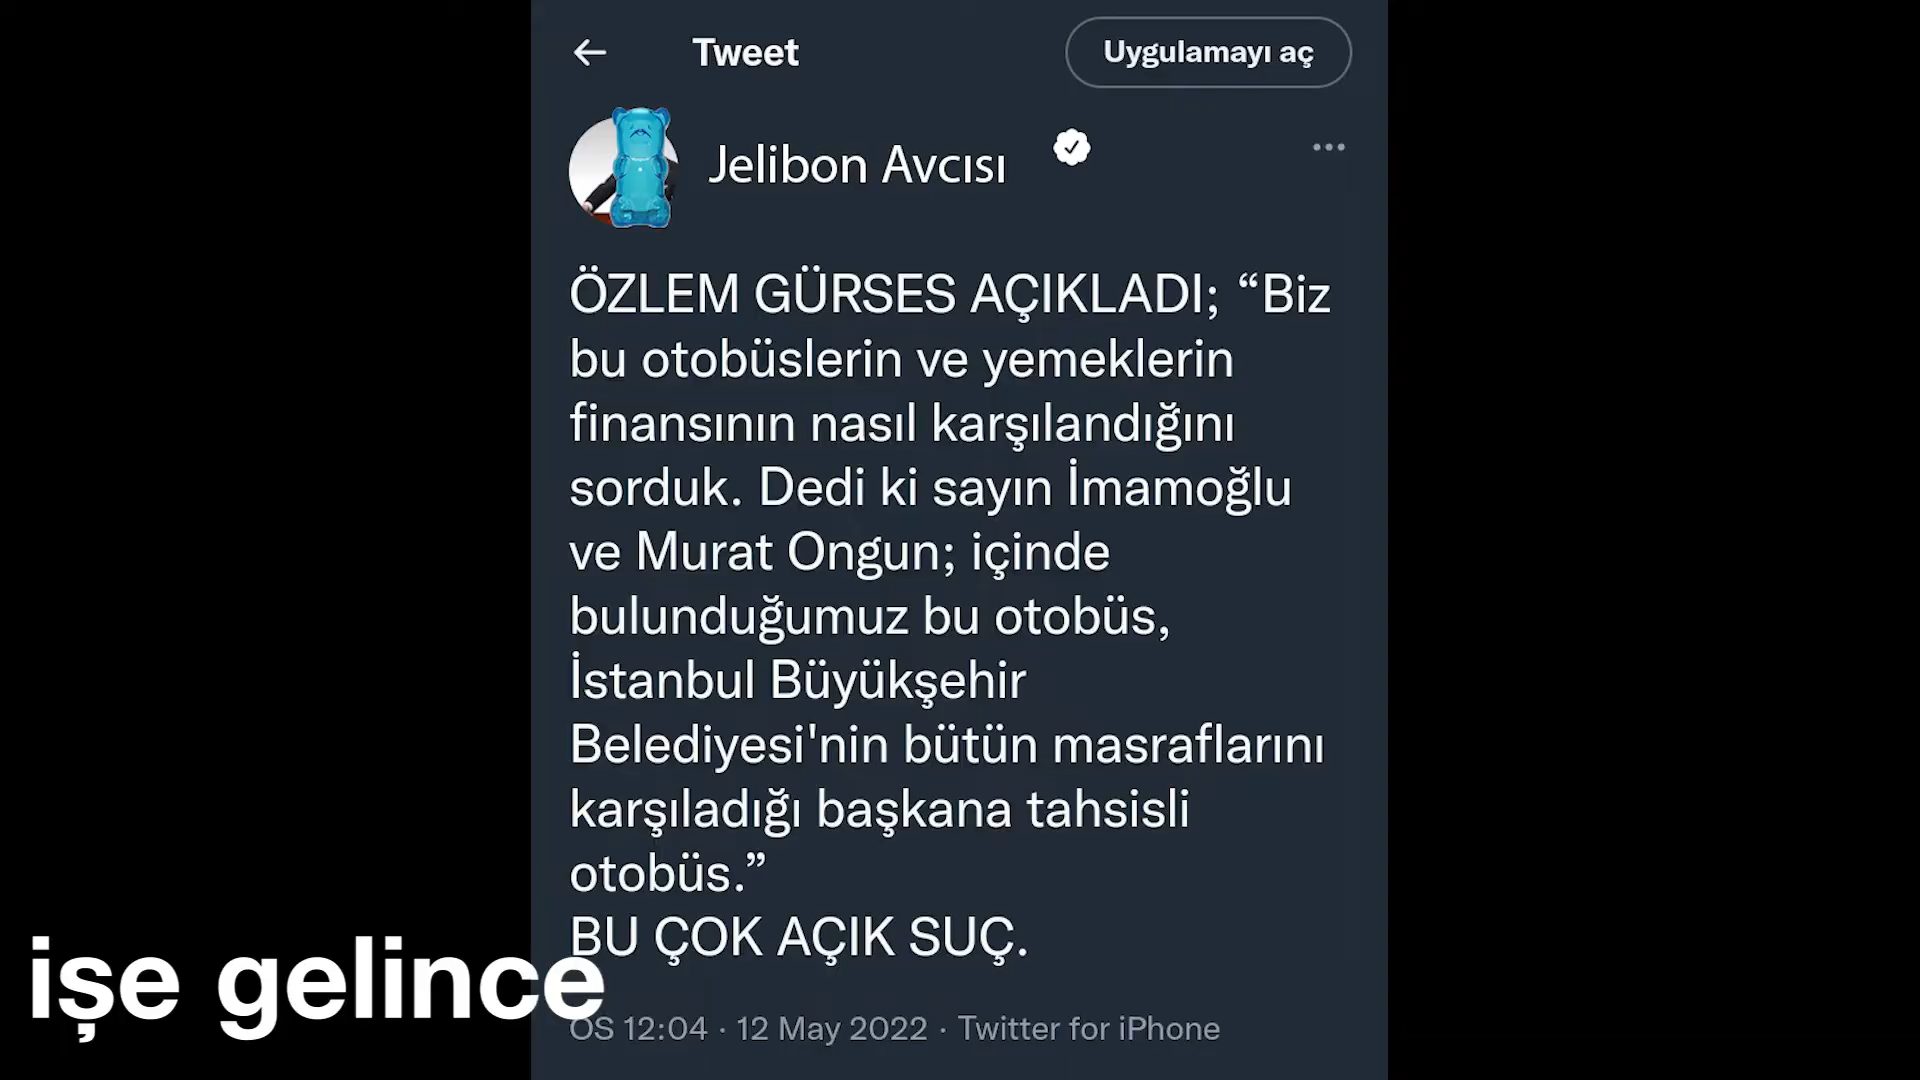 Tweet
Uygulamayı aç
Jelibon Avcısı
ÖZLEM GÜRSES AÇIKLADI; “Biz
bu otobüslerin ve yemeklerin
finansının nasıl karşılandığını
sorduk. Dedi ki sayın İmamoğlu
ve Murat Ongun; içinde
bulunduğumuz bu otobüs,
İstanbul Büyükşehir
Belediyesi'nin bütün masraflarını
karşıladığı başkana tahsisli
otobüs.”
BU ÇOK AÇIK SUÇ.
işe gelince
ÖS 12:04 · 12 May 2022 · Twitter for iPhone